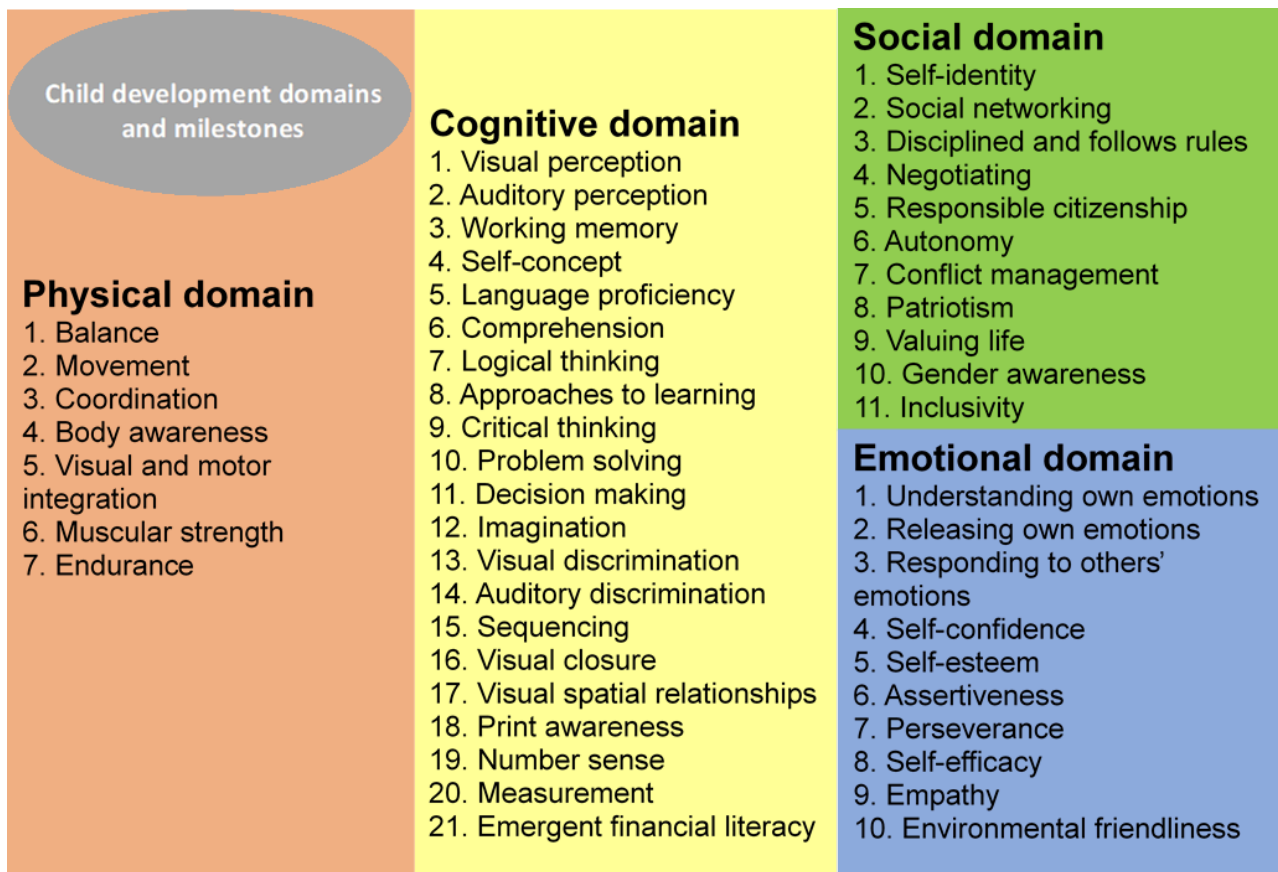 Child development domains
and milestones
Physical domain
1. Balance
2. Movement
3. Coordination
4. Body awareness
5. Visual and motor
integration
6. Muscular strength
7. Endurance
Cognitive domain
1. Visual perception
2. Auditory perception
3. Working memory
4. Self-concept
5. Language proficiency
6. Comprehension
7. Logical thinking
8. Approaches to learning
9. Critical thinking
10. Problem solving
11. Decision making
12. Imagination
13. Visual discrimination
14. Auditory discrimination
15. Sequencing
16. Visual closure
17. Visual spatial relationships
18. Print awareness
19. Number sense
20. Measurement
21. Emergent financial literacy
Social domain
1. Self-identity
2. Social networking
3. Disciplined and follows rules
4. Negotiating
5. Responsible citizenship
6. Autonomy
7. Conflict management
8. Patriotism
9. Valuing life
10. Gender awareness
11. Inclusivity
Emotional domain
1. Understanding own emotions
2. Releasing own emotions
3. Responding to others’
emotions
4. Self-confidence
5. Self-esteem
6. Assertiveness
7. Perseverance
8. Self-efficacy
9. Empathy
10. Environmental friendliness